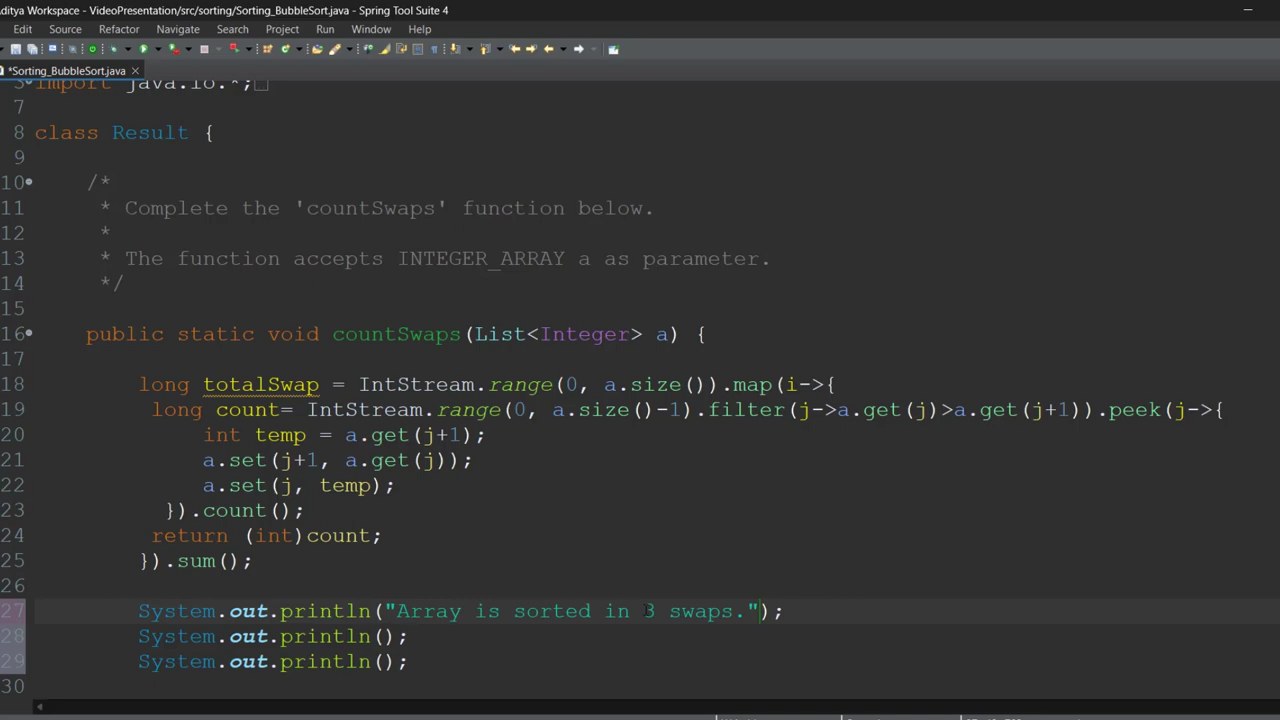 Aditya Workspace - VideoPresentation/src/sorting/Sorting_BubbleSort.java - Spring Tool Suite 4
Edit Source Refactor Navigate Search Project Run Window Help
*Sorting_BubbleSort.java
3 import java.io.*;
7
8 class Result {
9
10 /*
11 * Complete the 'countSwaps' function below.
12 *
13 * The function accepts INTEGER_ARRAY a as parameter.
14 */
15
16 public static void countSwaps(List<Integer> a) {
17
18 long totalSwap = IntStream.range(0, a.size()).map(i->{
19 long count= IntStream.range(0, a.size()-1).filter(j->a.get(j)>a.get(j+1)).peek(j->{
20 int temp = a.get(j+1);
21 a.set(j+1, a.get(j));
22 a.set(j, temp);
23 }).count();
24 return (int)count;
25 }).sum();
26
27 System.out.println("Array is sorted in 3 swaps.");
28 System.out.println();
29 System.out.println();
30